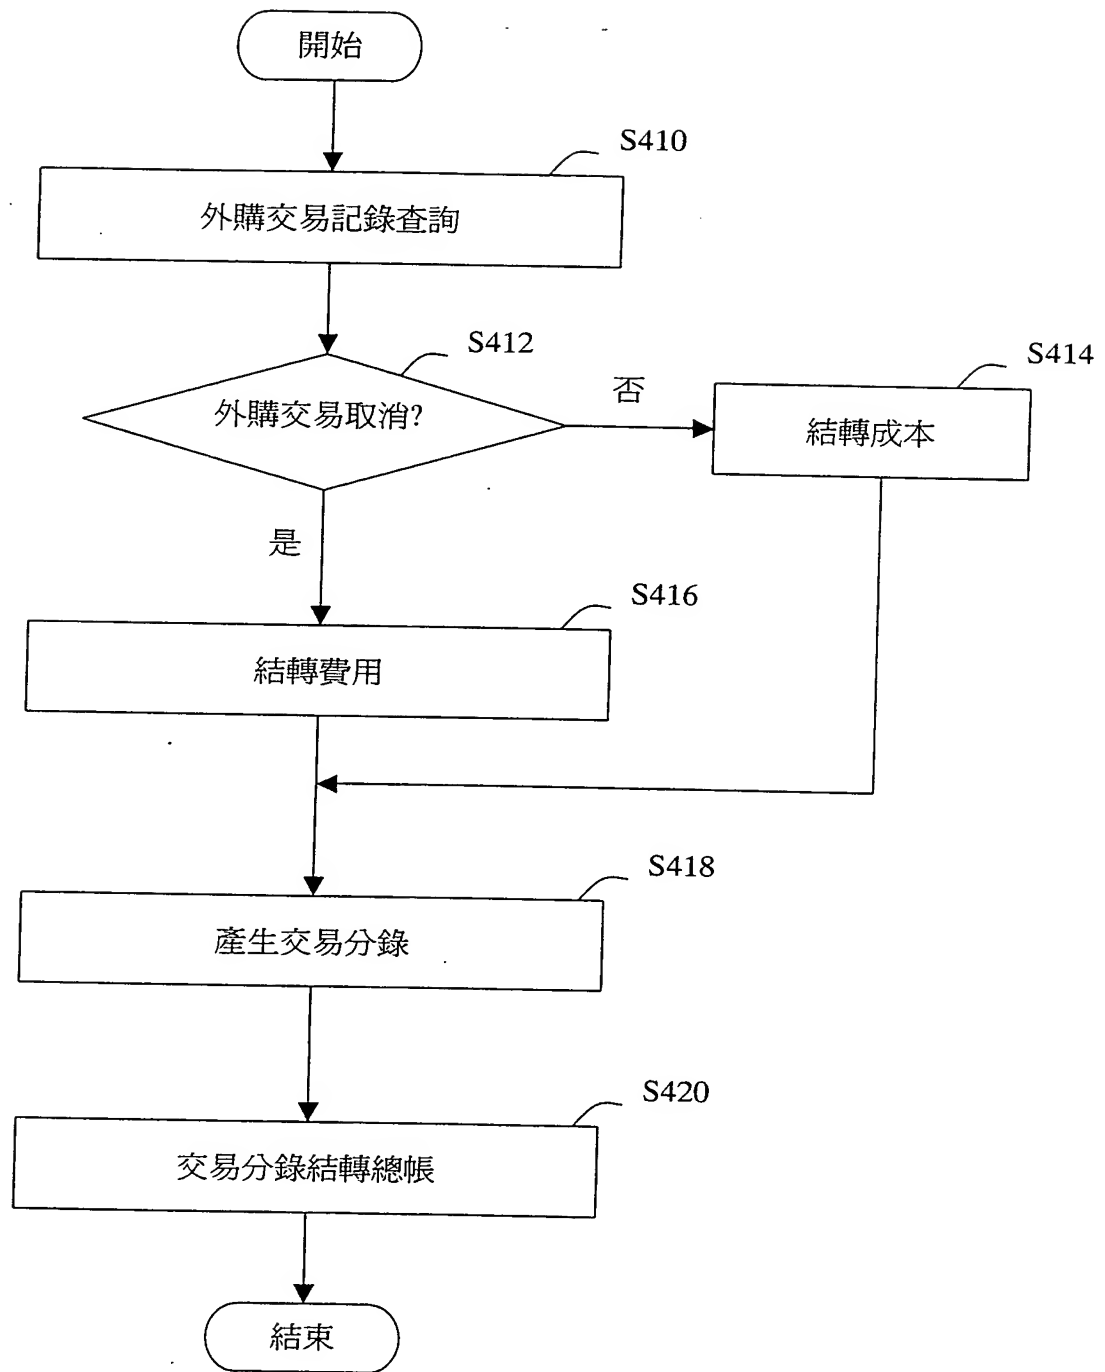 開始
S410
外購交易記錄查詢
S412
外購交易取消?
否
S414
結轉成本
是
S416
結轉費用
S418
產生交易分錄
S420
交易分錄結轉總帳
結束